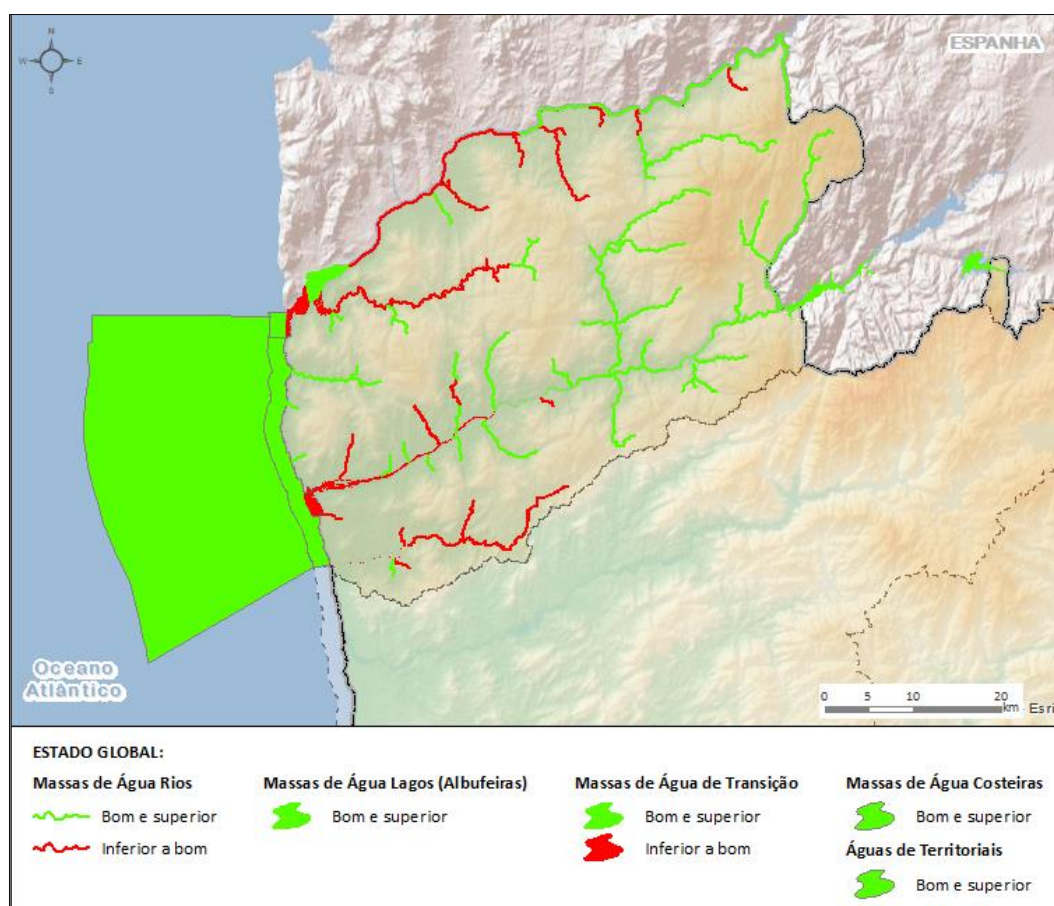 N
W E
S
ESPANHA
Oceano
Atlântico
0 5 10 20
km
Esri
ESTADO GLOBAL:
Massas de Água Rios
Bom e superior
Inferior a bom
Massas de Água Lagos (Albufeiras)
Bom e superior
Massas de Água de Transição
Bom e superior
Inferior a bom
Massas de Água Costeiras
Bom e superior
Águas de Territoriais
Bom e superior